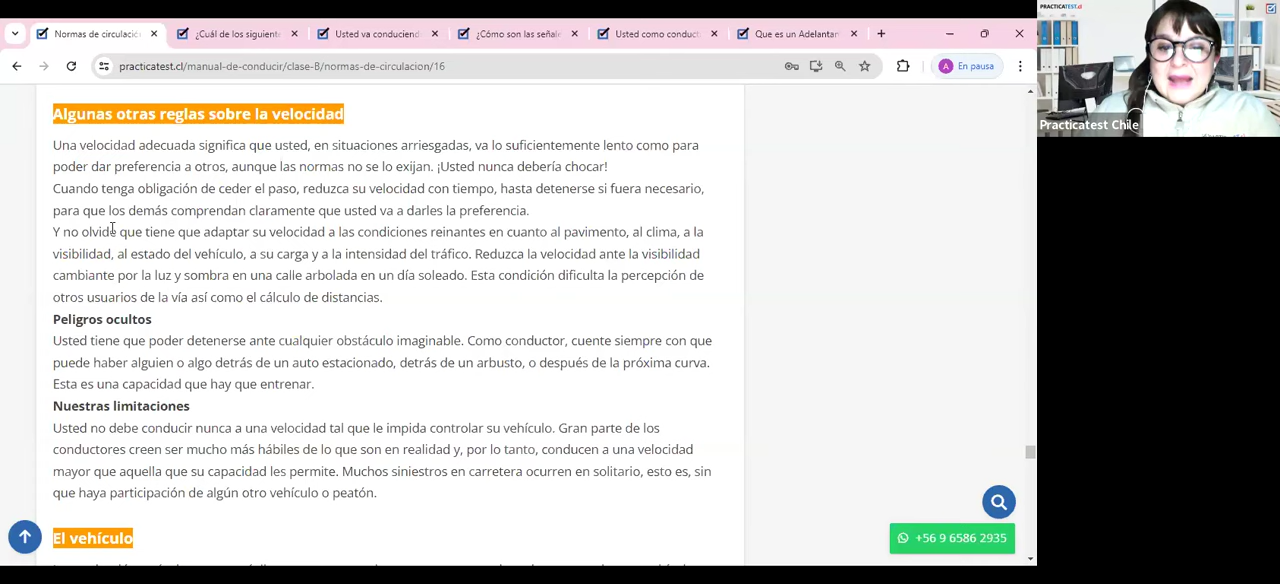 Normas de circulació
¿Cuál de los siguiente
Usted va conduciend
¿Cómo son las señale
Usted como conduct
Que es un Adelantar
practicatest.cl/manual-de-conducir/clase-B/normas-de-circulacion/16
A En pausa
PRACTICATEST.cl
Practicatest Chile
Algunas otras reglas sobre la velocidad
Una velocidad adecuada significa que usted, en situaciones arriesgadas, va lo suficientemente lento como para
poder dar preferencia a otros, aunque las normas no se lo exijan. ¡Usted nunca debería chocar!
Cuando tenga obligación de ceder el paso, reduzca su velocidad con tiempo, hasta detenerse si fuera necesario,
para que los demás comprendan claramente que usted va a darles la preferencia.
Y no olvide que tiene que adaptar su velocidad a las condiciones reinantes en cuanto al pavimento, al clima, a la
visibilidad, al estado del vehículo, a su carga y a la intensidad del tráfico. Reduzca la velocidad ante la visibilidad
cambiante por la luz y sombra en una calle arbolada en un día soleado. Esta condición dificulta la percepción de
otros usuarios de la vía así como el cálculo de distancias.
Peligros ocultos
Usted tiene que poder detenerse ante cualquier obstáculo imaginable. Como conductor, cuente siempre con que
puede haber alguien o algo detrás de un auto estacionado, detrás de un arbusto, o después de la próxima curva.
Esta es una capacidad que hay que entrenar.
Nuestras limitaciones
Usted no debe conducir nunca a una velocidad tal que le impida controlar su vehículo. Gran parte de los
conductores creen ser mucho más hábiles de lo que son en realidad y, por lo tanto, conducen a una velocidad
mayor que aquella que su capacidad les permite. Muchos siniestros en carretera ocurren en solitario, esto es, sin
que haya participación de algún otro vehículo o peatón.
El vehículo
+56 9 6586 2935